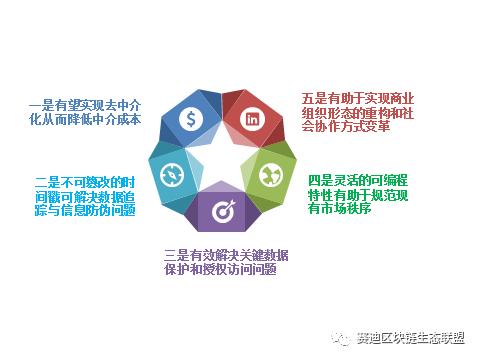 一是有望实现去中介
化从而降低中介成本
二是不可篡改的时
间戳可解决数据追
踪与信息防伪问题
三是有效解决关键数据
保护和授权访问问题
四是灵活的可编程
特性有助于规范现
有市场秩序
五是有助于实现商业
组织形态的重构和社
会协作方式变革
$
in
赛迪区块链生态联盟